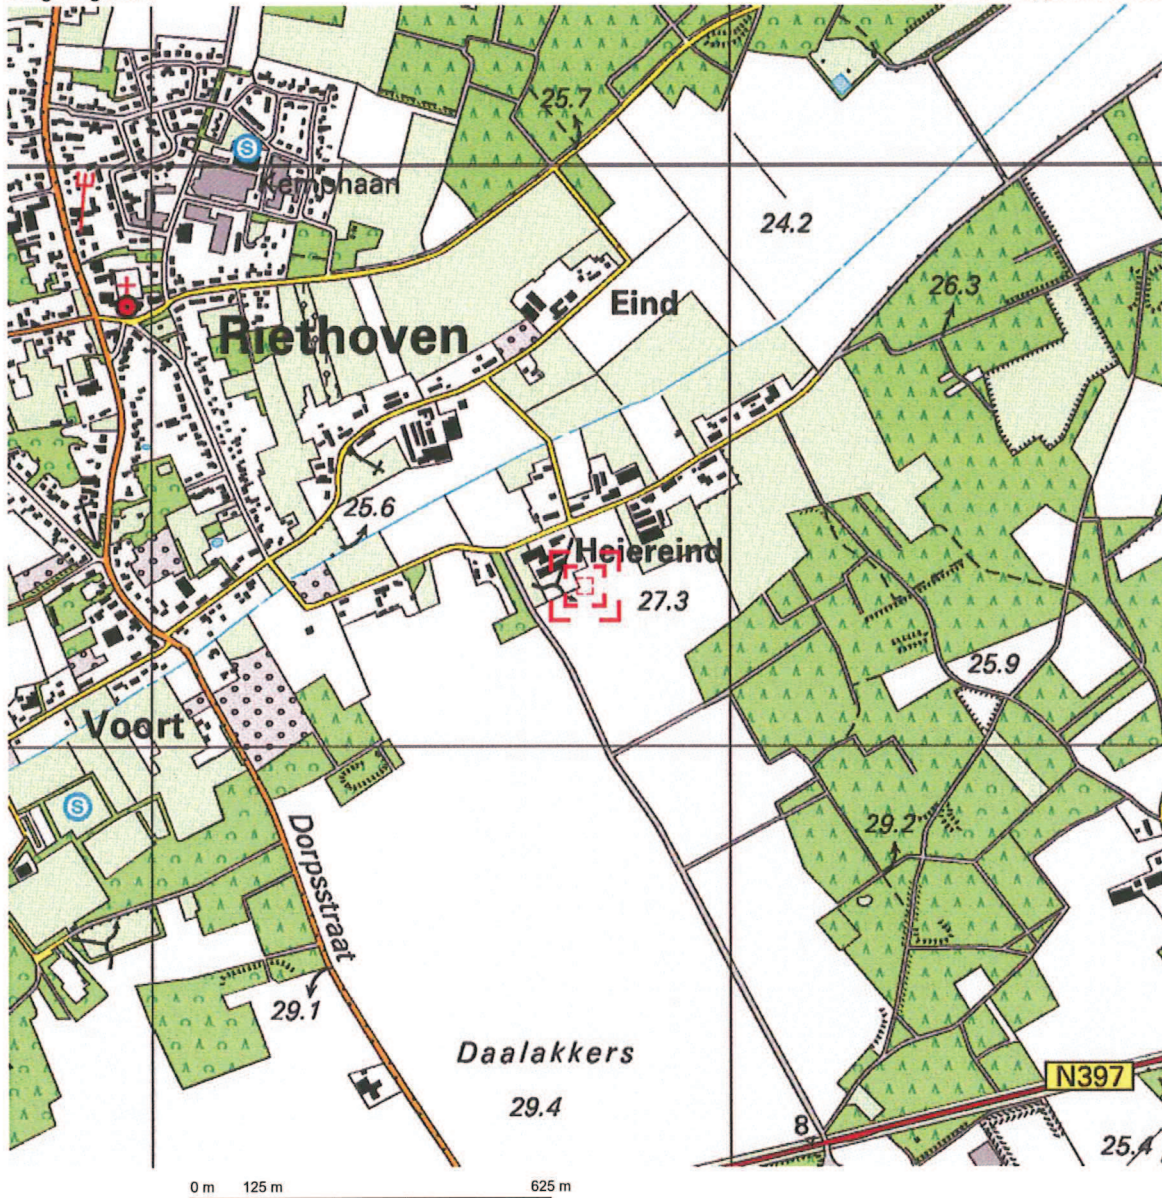 25.7
S
Kemphaan
24.2
26.3
Eind
Riethoven
25.6
Heiereind
27.3
25.9
Voort
S
29.2
Dorpsstraat
29.1
Daalakkers
29.4
N397
8
25.4
0 m 125 m 625 m